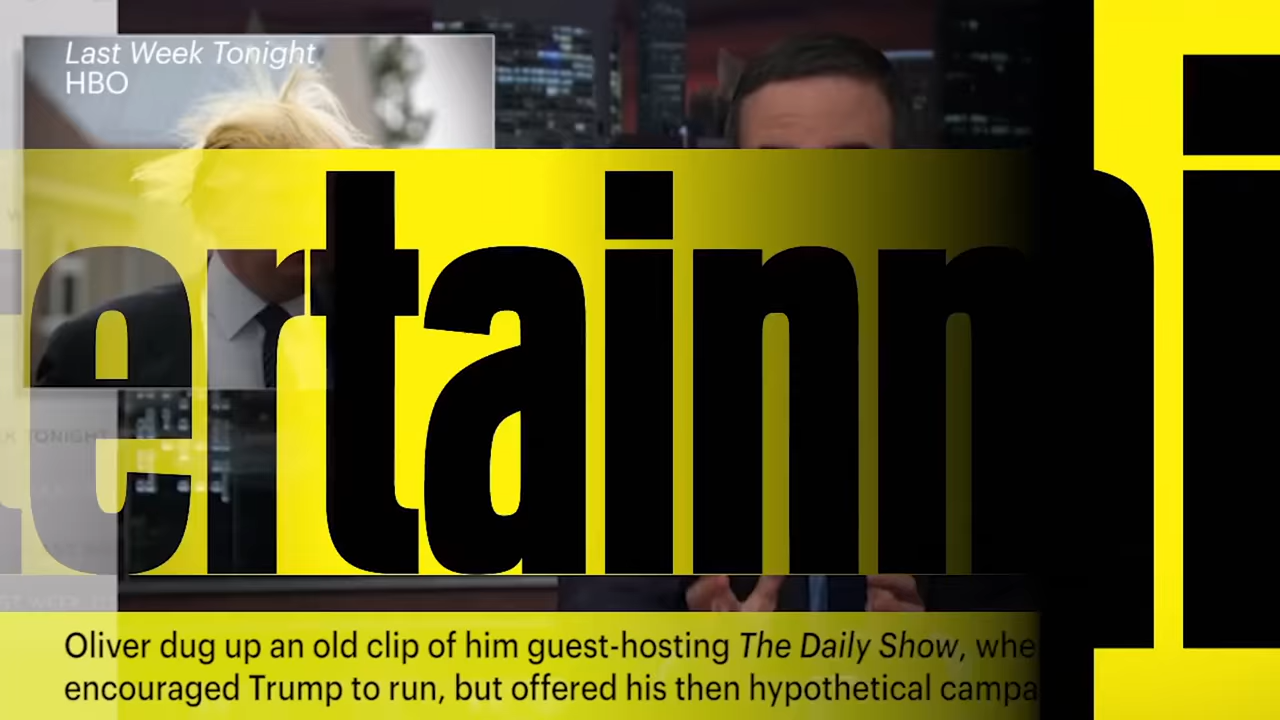 Last Week Tonight
HBO
tertainm
Oliver dug up an old clip of him guest-hosting The Daily Show, whe
encouraged Trump to run, but offered his then hypothetical campa